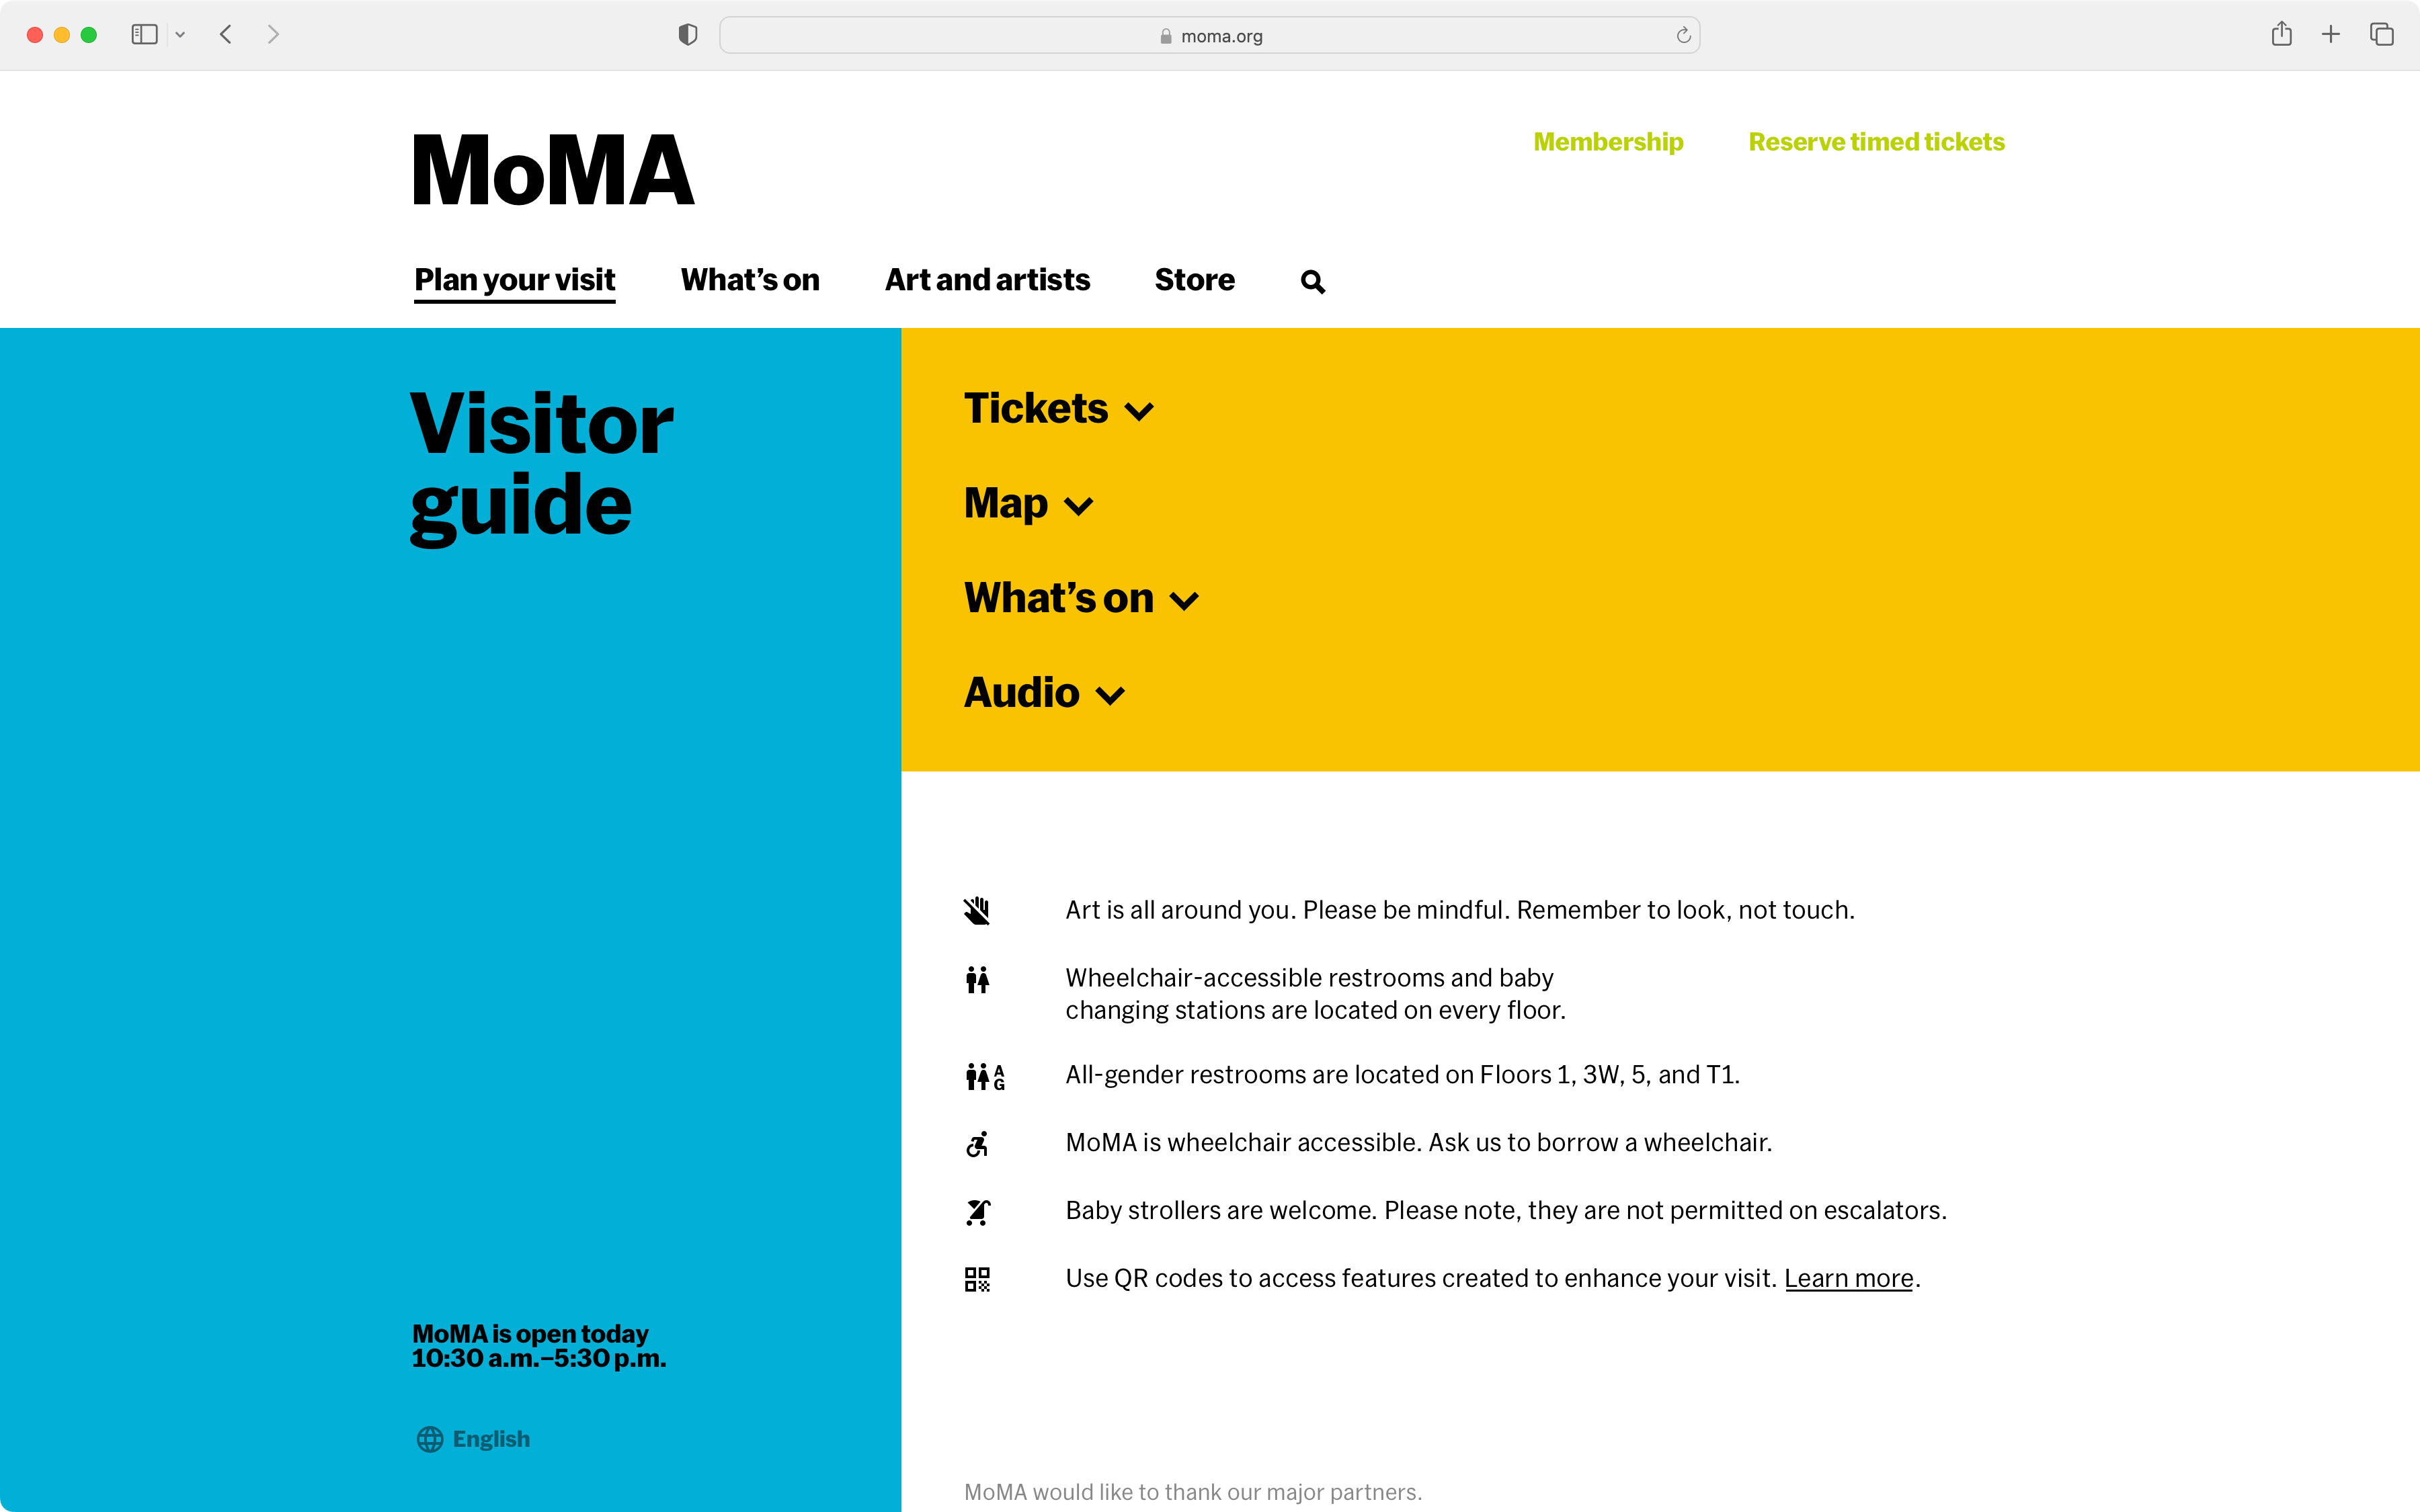 moma.org
MoMA
Membership
Reserve timed tickets
Plan your visit
What’s on
Art and artists
Store
Visitor
guide
MoMA is open today
10:30 a.m.–5:30 p.m.
English
Tickets
Map
What’s on
Audio
Art is all around you. Please be mindful. Remember to look, not touch.
Wheelchair-accessible restrooms and baby
changing stations are located on every floor.
A
G
All-gender restrooms are located on Floors 1, 3W, 5, and T1.
MoMA is wheelchair accessible. Ask us to borrow a wheelchair.
Baby strollers are welcome. Please note, they are not permitted on escalators.
Use QR codes to access features created to enhance your visit. Learn more.
MoMA would like to thank our major partners.